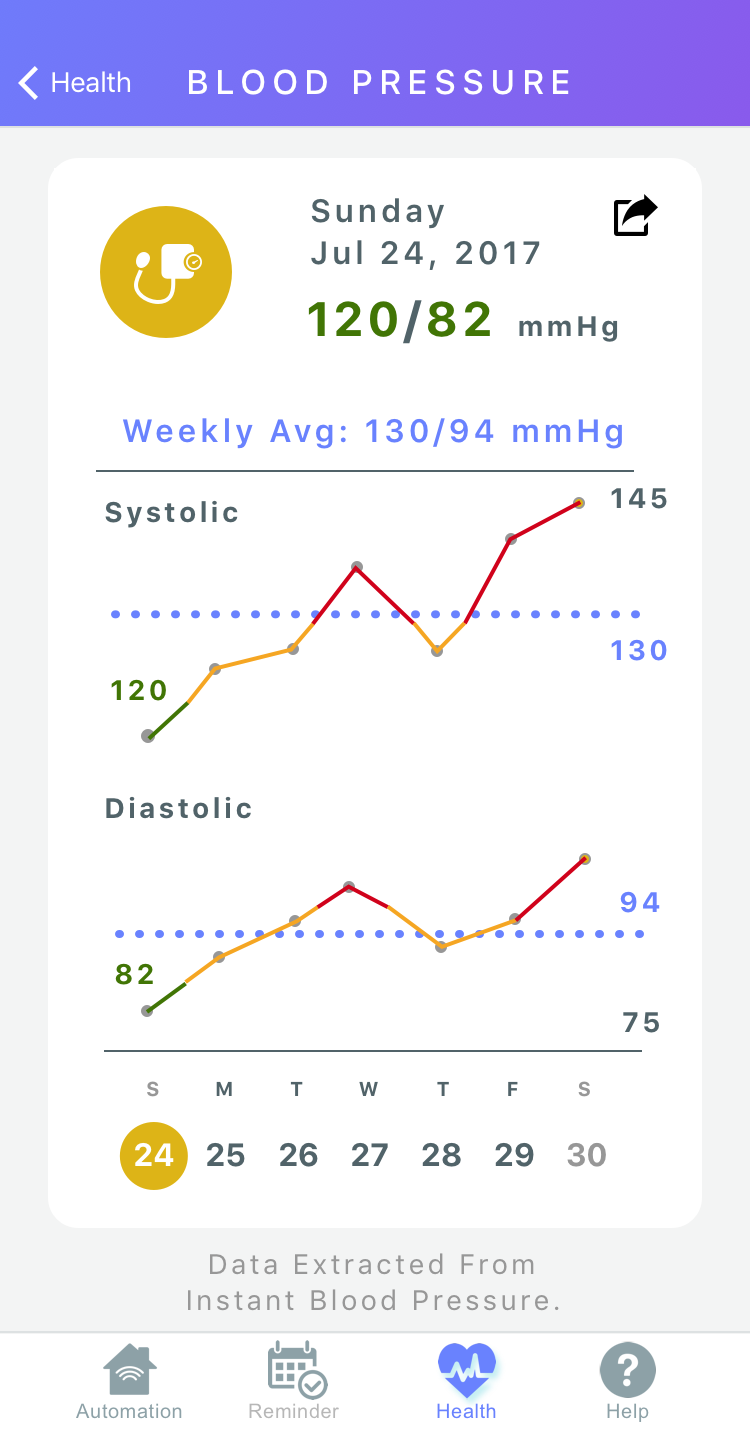 Health BLOOD PRESSURE
Sunday
Jul 24, 2017
120/82 mmHg
Weekly Avg: 130/94 mmHg
Systolic
145
130
120
Diastolic
94
82
75
S M T W T F S
24 25 26 27 28 29 30
Data Extracted From
Instant Blood Pressure.
Automation Reminder Health Help